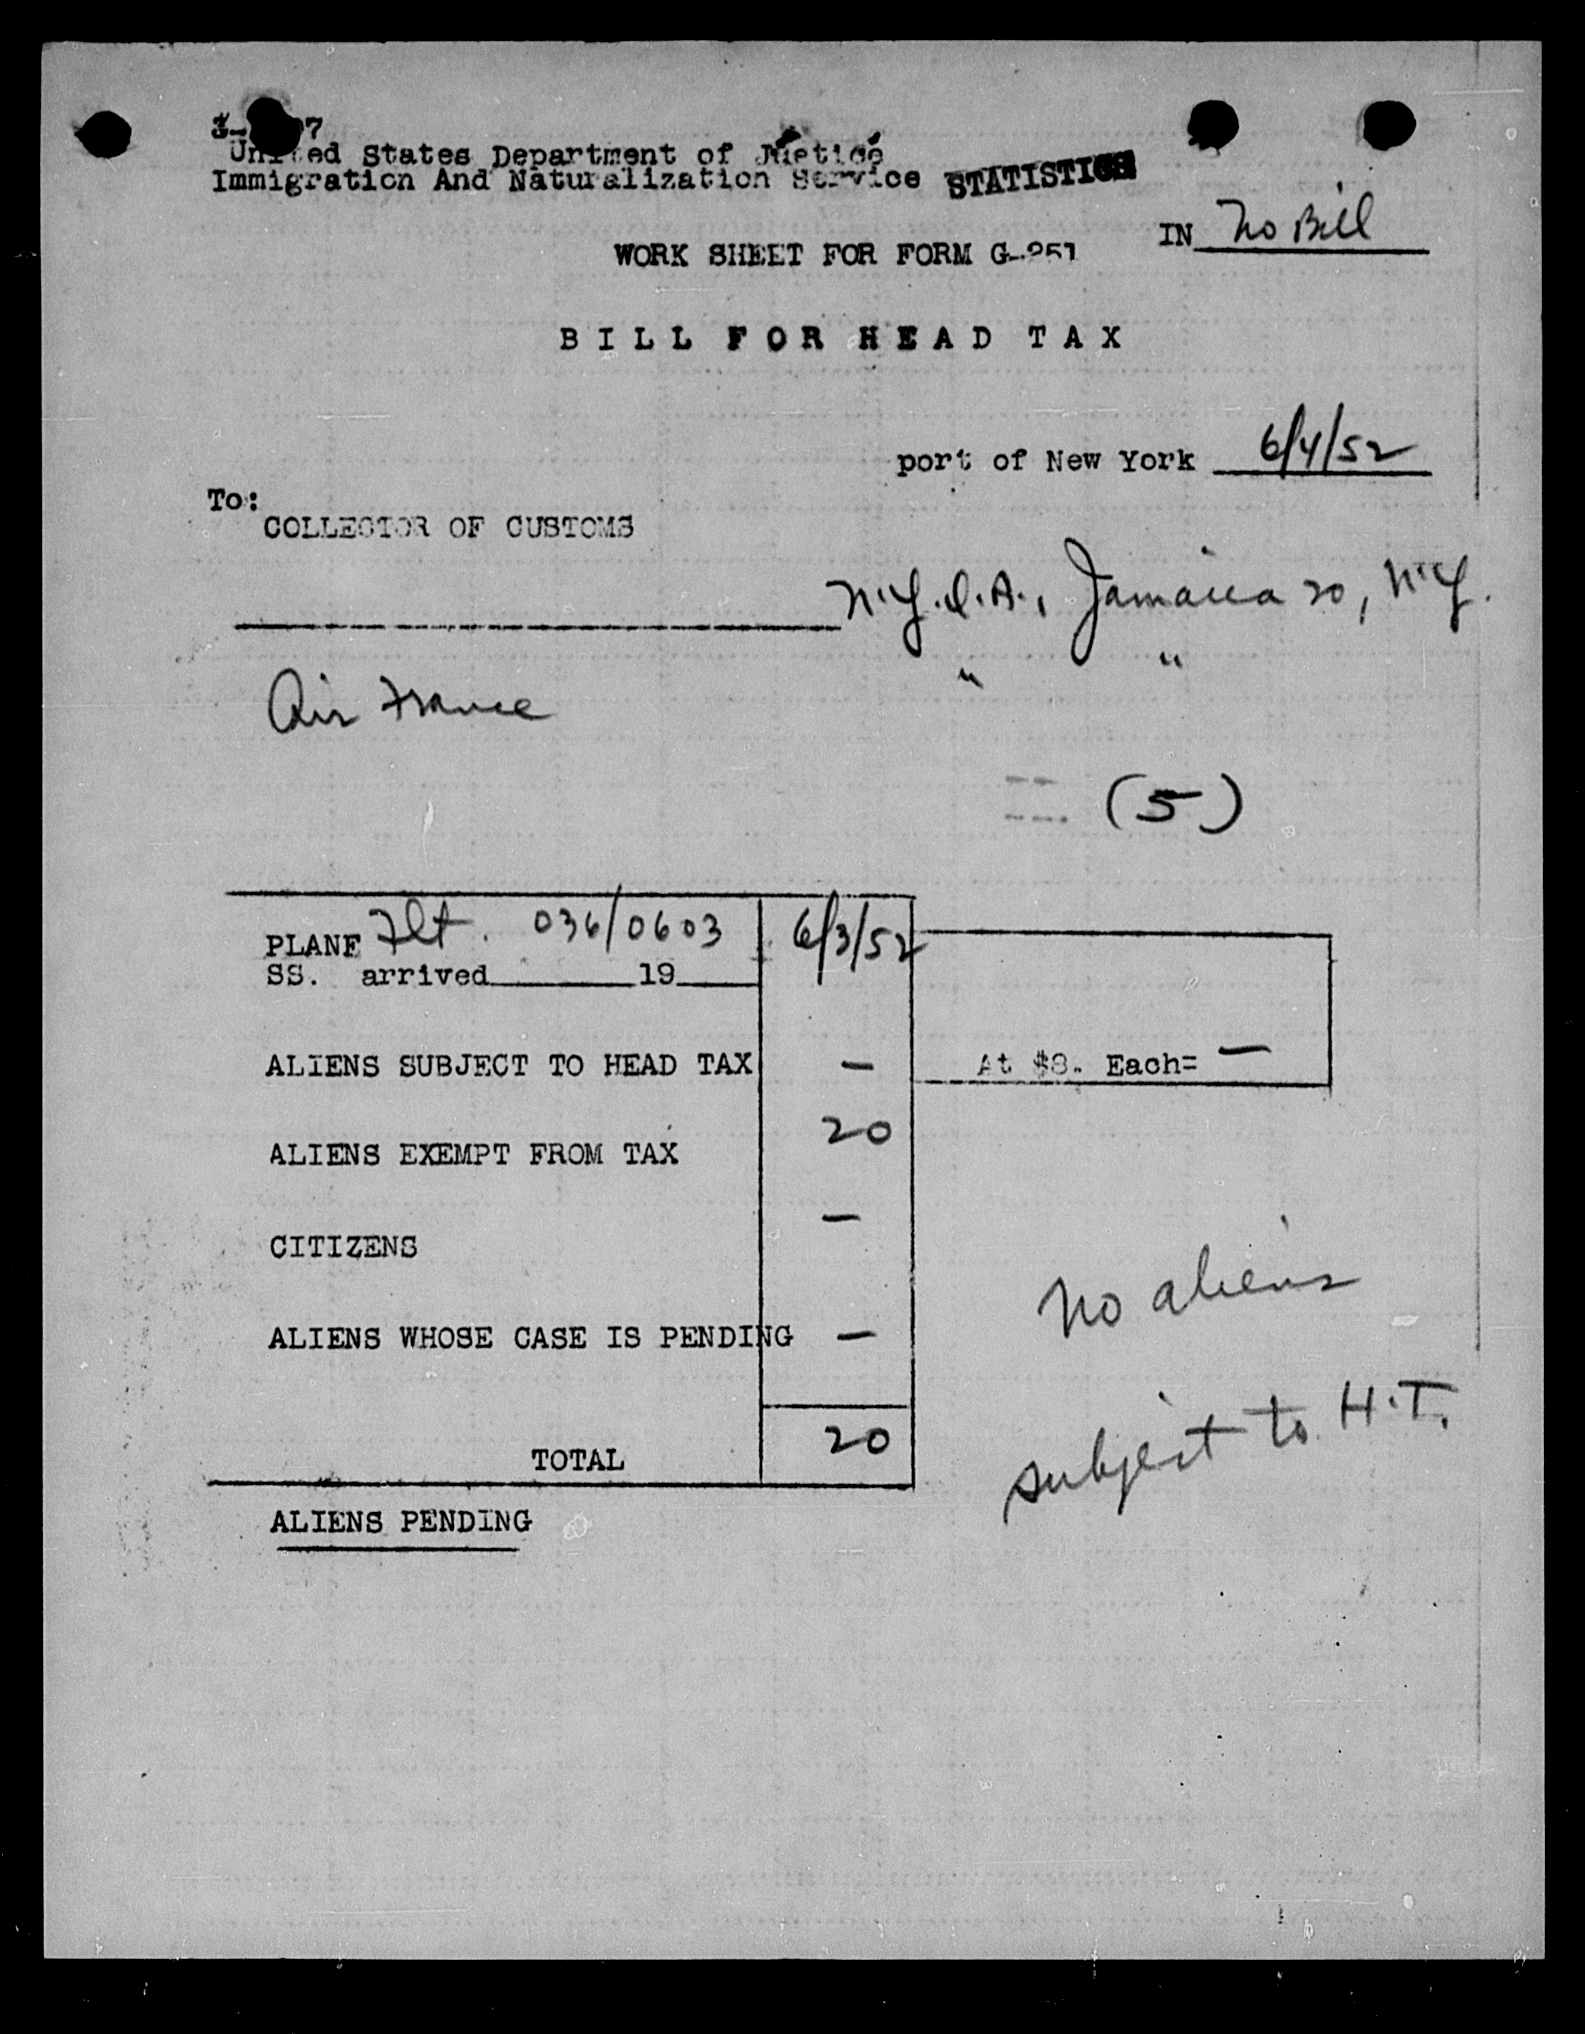 United States Department of Justice
Immigration And Naturalization Service STATISTICS
IN No Bill
WORK SHEET FOR FORM G-251
BILL FOR HEAD TAX
port of New York 6/4/52
To:
COLLECTOR OF CUSTOMS
N.Y.I.A., Jamaica 20, N.Y.
" "
Air France
(5)
PLANE Flt. 036/0603 6/3/52
SS. arrived 19
ALIENS SUBJECT TO HEAD TAX — At $8. Each= —
ALIENS EXEMPT FROM TAX 20
CITIZENS —
ALIENS WHOSE CASE IS PENDING —
No aliens
subject to H.T.
TOTAL 20
ALIENS PENDING